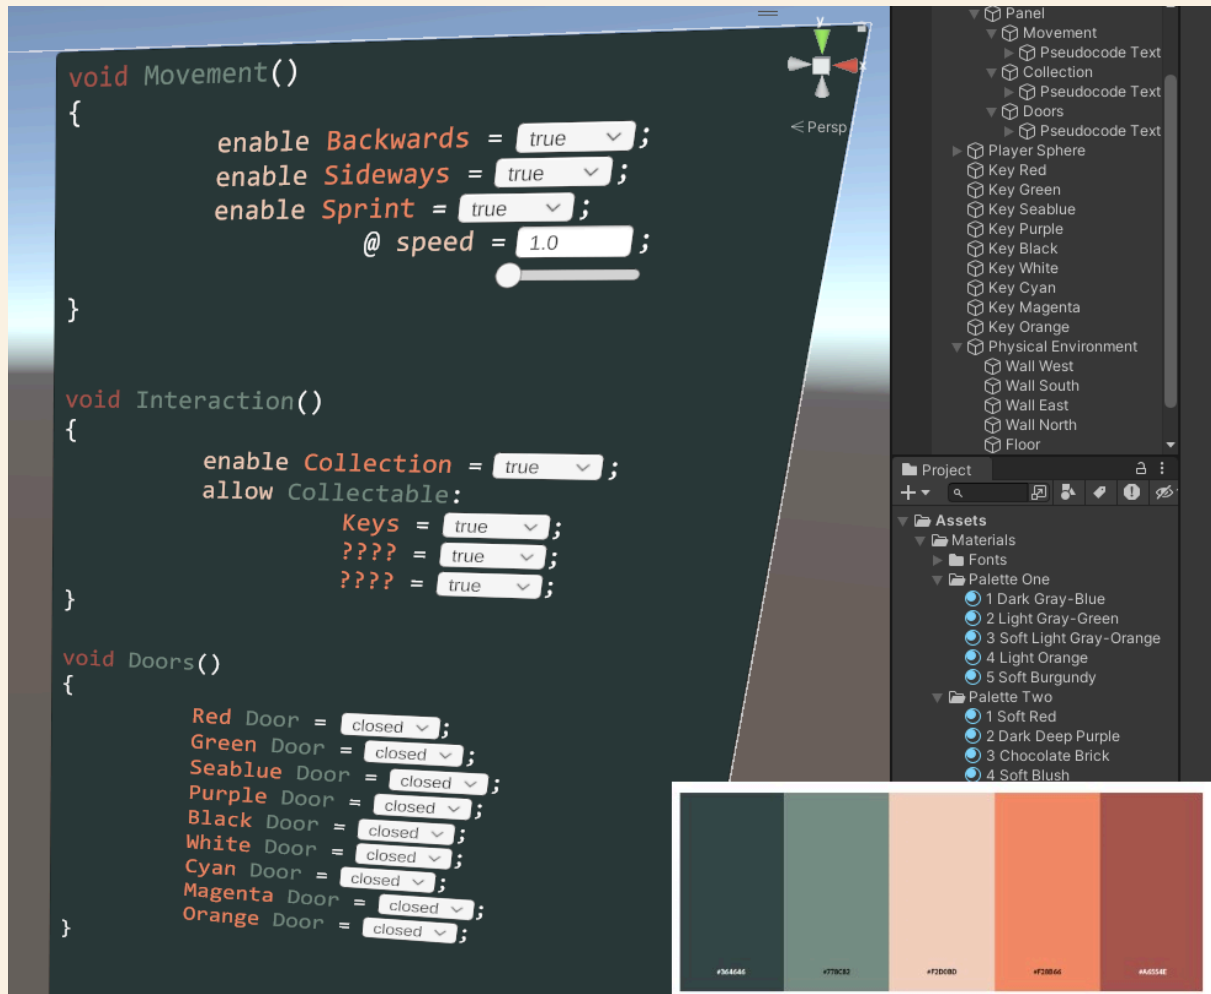 void Movement()
{
enable Backwards = true ;
enable Sideways = true ;
enable Sprint = true ;
@ speed = 1.0 ;
}
void Interaction()
{
enable Collection = true ;
allow Collectable:
Keys = true ;
???? = true ;
???? = true ;
}
void Doors()
{
Red Door = closed ;
Green Door = closed ;
Seablue Door = closed ;
Purple Door = closed ;
Black Door = closed ;
White Door = closed ;
Cyan Door = closed ;
Magenta Door = closed ;
Orange Door = closed ;
}
y
x
Persp
Panel
Movement
Pseudocode Text
Collection
Pseudocode Text
Doors
Pseudocode Text
Player Sphere
Key Red
Key Green
Key Seablue
Key Purple
Key Black
Key White
Key Cyan
Key Magenta
Key Orange
Physical Environment
Wall West
Wall South
Wall East
Wall North
Floor
Project
Assets
Materials
Fonts
Palette One
1 Dark Gray-Blue
2 Light Gray-Green
3 Soft Light Gray-Orange
4 Light Orange
5 Soft Burgundy
Palette Two
1 Soft Red
2 Dark Deep Purple
3 Chocolate Brick
4 Soft Blush
#364646
#778C82
#F2D0BD
#A6554E